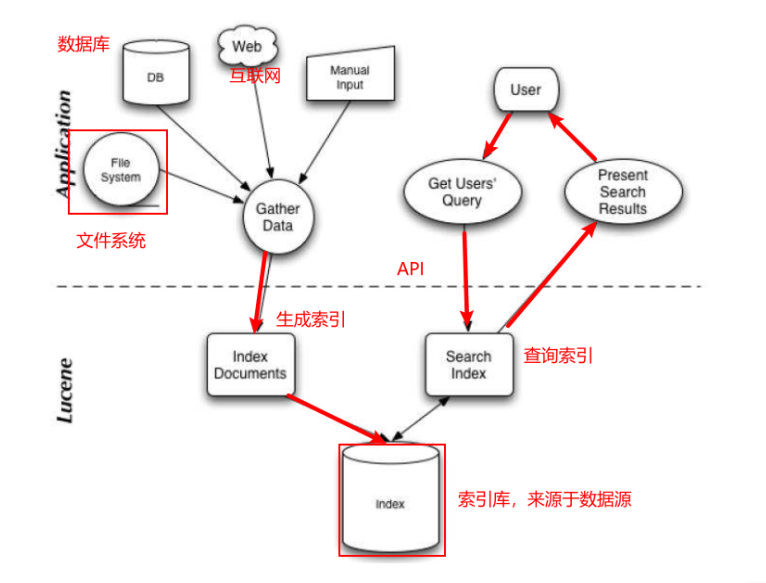 数据库
DB
Web
互联网
Manual
Input
User
Application
File
System
文件系统
Gather
Data
Get Users'
Query
Present
Search
Results
API
生成索引
Index
Documents
Search
Index
查询索引
Lucene
Index
索引库，来源于数据源